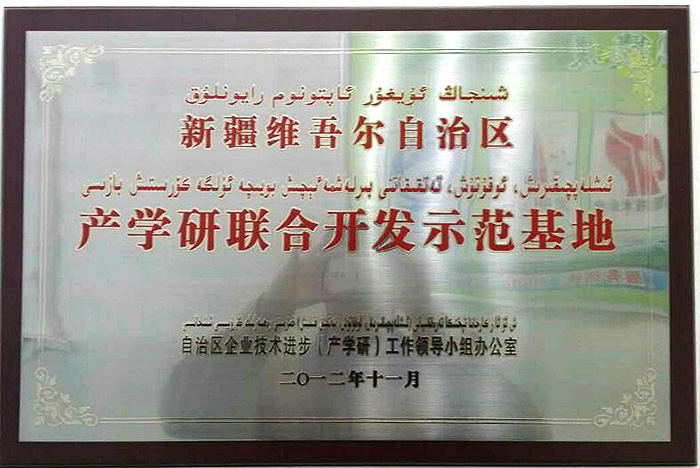 شىنجاڭ ئۇيغۇر ئاپتونوم رايونلۇق
新疆维吾尔自治区
ئىشلەپچىقىرىش، ئوقۇتۇش، تەتقىقاتنى بىرلەشمە ئېچىش بويىچە ئۈلگە كۆرسىتىش بازىسى
产学研联合开发示范基地
自治区企业技术进步（产学研）工作领导小组办公室
二〇一二年十一月